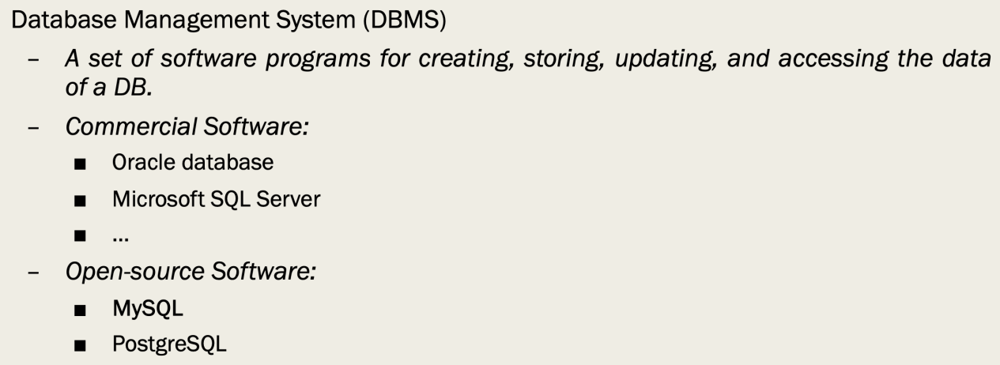 Database Management System (DBMS)
– A set of software programs for creating, storing, updating, and accessing the data
of a DB.
– Commercial Software:
■ Oracle database
■ Microsoft SQL Server
■ ...
– Open-source Software:
■ MySQL
■ PostgreSQL